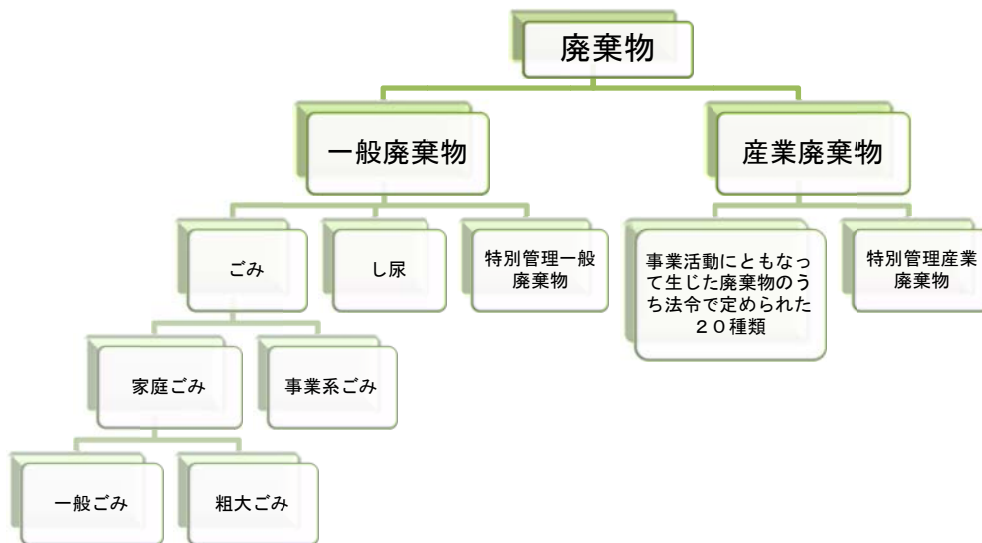 廃棄物
一般廃棄物
産業廃棄物
ごみ
し尿
特別管理一般
廃棄物
事業活動にともなっ
て生じた廃棄物のう
ち法令で定められた
２０種類
特別管理産業
廃棄物
家庭ごみ
事業系ごみ
一般ごみ
粗大ごみ